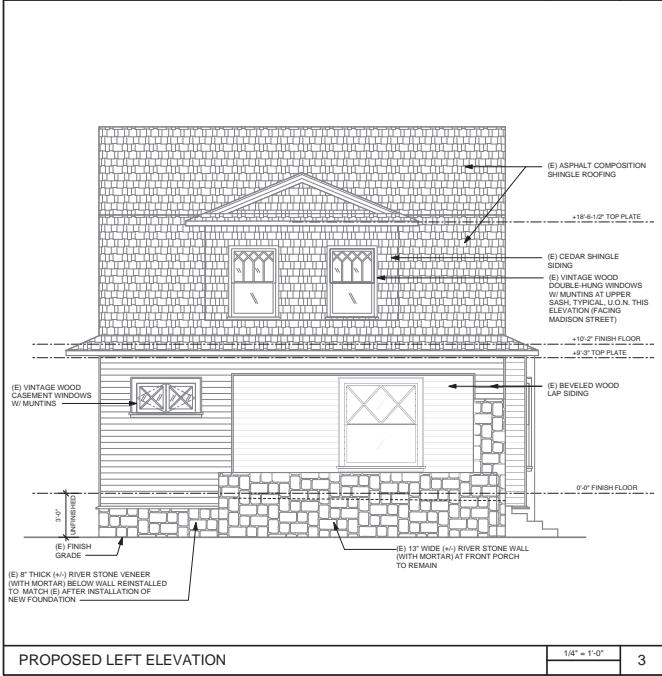 (E) ASPHALT COMPOSITION
SHINGLE ROOFING
+18'-6-1/2" TOP PLATE
(E) CEDAR SHINGLE
SIDING
(E) VINTAGE WOOD
DOUBLE-HUNG WINDOWS
W/ MUNTINS AT UPPER
SASH, TYPICAL, U.O.N. THIS
ELEVATION (FACING
MADISON STREET)
+10'-2" FINISH FLOOR
+9'-3" TOP PLATE
(E) VINTAGE WOOD
CASEMENT WINDOWS
W/ MUNTINS
(E) BEVELED WOOD
LAP SIDING
0'-0" FINISH FLOOR
3'-0"
UNFINISHED
(E) FINISH
GRADE
(E) 13" WIDE (+/-) RIVER STONE WALL
(WITH MORTAR) AT FRONT PORCH
TO REMAIN
(E) 8" THICK (+/-) RIVER STONE VENEER
(WITH MORTAR) BELOW WALL REINSTALLED
TO MATCH (E) AFTER INSTALLATION OF
NEW FOUNDATION
PROPOSED LEFT ELEVATION
1/4" = 1'-0"
3